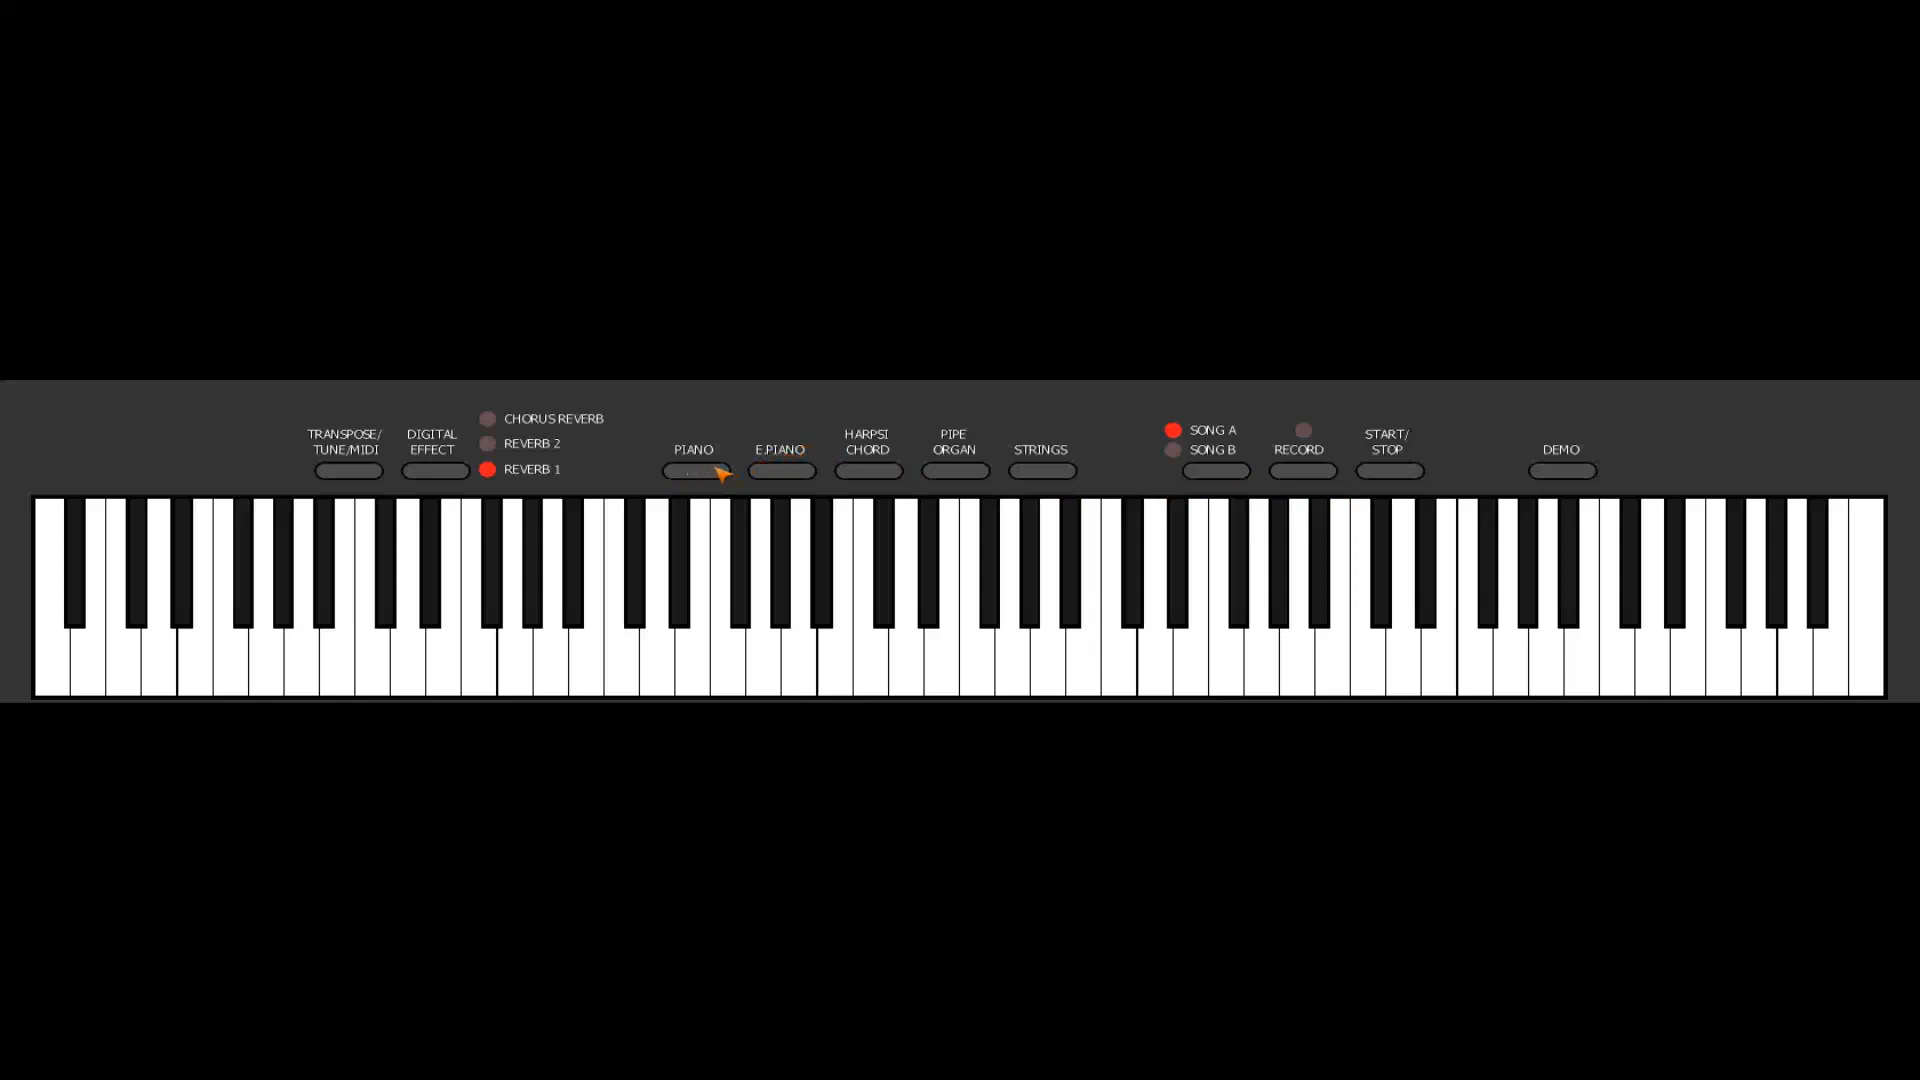 CHORUS REVERB
TRANSPOSE/
TUNE/MIDI
DIGITAL
EFFECT
REVERB 2
REVERB 1
PIANO
E.PIANO
HARPSI
CHORD
PIPE
ORGAN
STRINGS
SONG A
SONG B
RECORD
START/
STOP
DEMO